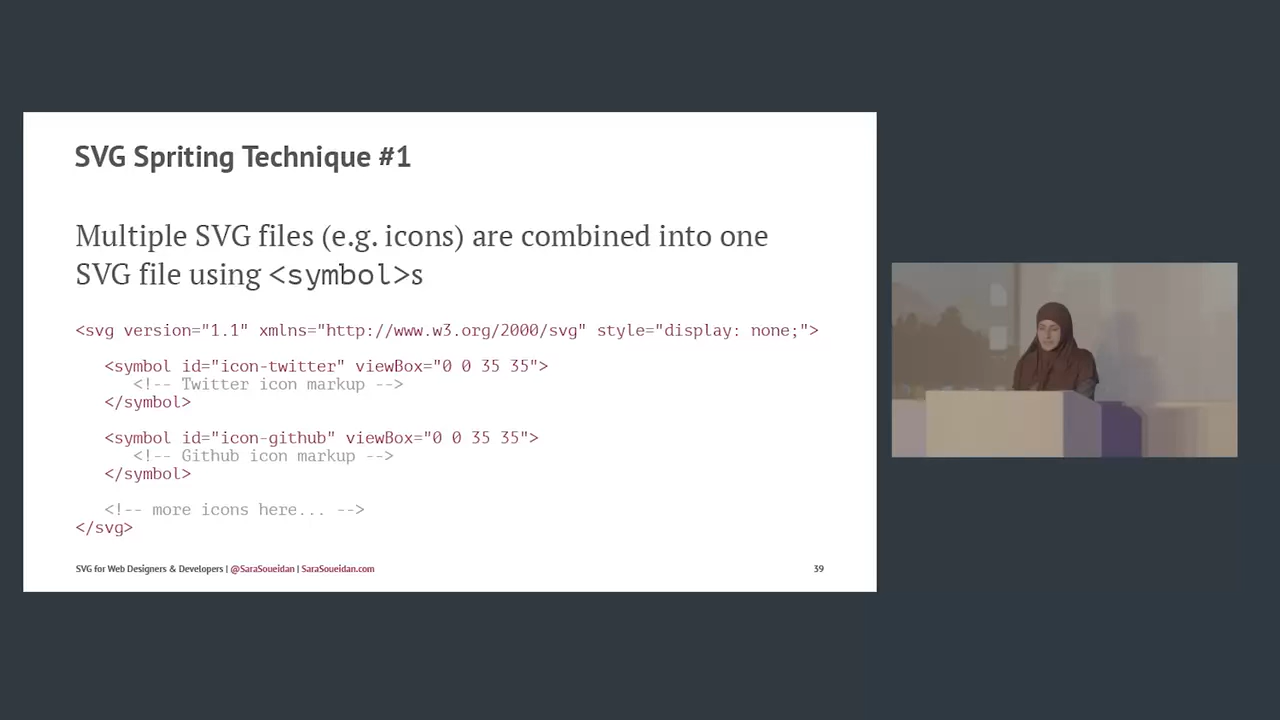 SVG Spriting Technique #1
Multiple SVG files (e.g. icons) are combined into one
SVG file using <symbol>s
<svg version="1.1" xmlns="http://www.w3.org/2000/svg" style="display: none;">
<symbol id="icon-twitter" viewBox="0 0 35 35">
<!-- Twitter icon markup -->
</symbol>
<symbol id="icon-github" viewBox="0 0 35 35">
<!-- Github icon markup -->
</symbol>
<!-- more icons here... -->
</svg>
SVG for Web Designers & Developers | @SaraSoueidan | SaraSoueidan.com
39